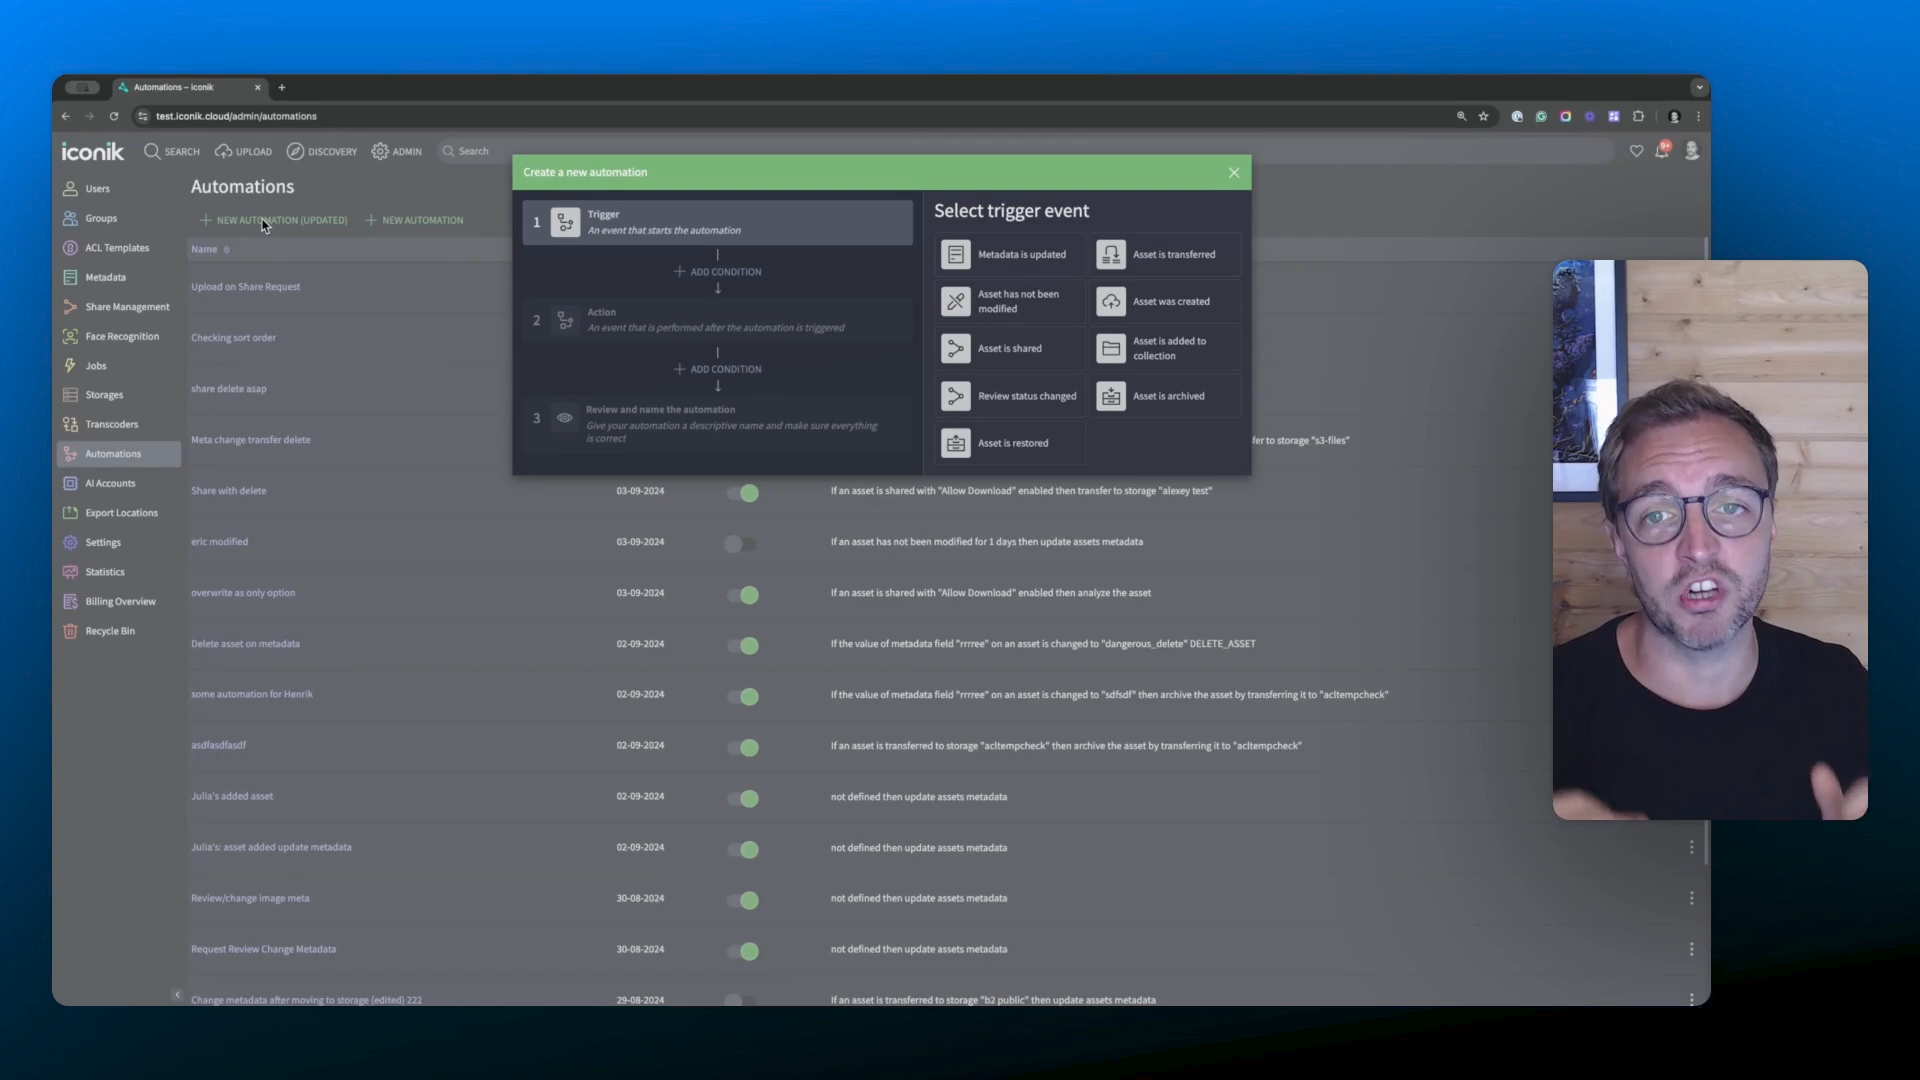 Automations – iconik
test.iconik.cloud/admin/automations
iconik
SEARCH
UPLOAD
DISCOVERY
ADMIN
Search
9+
Users
Groups
ACL Templates
Metadata
Share Management
Face Recognition
Jobs
Storages
Transcoders
Automations
AI Accounts
Export Locations
Settings
Statistics
Billing Overview
Recycle Bin
Automations
NEW AUTOMATION (UPDATED)
NEW AUTOMATION
Name
Create a new automation
1
Trigger
An event that starts the automation
ADD CONDITION
2
Action
An event that is performed after the automation is triggered
ADD CONDITION
3
Review and name the automation
Give your automation a descriptive name and make sure everything
is correct
Select trigger event
Metadata is updated
Asset is transferred
Asset has not been
modified
Asset was created
Asset is shared
Asset is added to
collection
Review status changed
Asset is archived
Asset is restored
Upload on Share Request
Checking sort order
share delete asap
Meta change transfer delete
fer to storage "s3-files"
Share with delete
03-09-2024
If an asset is shared with "Allow Download" enabled then transfer to storage "alexey test"
eric modified
03-09-2024
If an asset has not been modified for 1 days then update assets metadata
overwrite as only option
03-09-2024
If an asset is shared with "Allow Download" enabled then analyze the asset
Delete asset on metadata
02-09-2024
If the value of metadata field "rrrree" on an asset is changed to "dangerous_delete" DELETE_ASSET
some automation for Henrik
02-09-2024
If the value of metadata field "rrrree" on an asset is changed to "sdfsdf" then archive the asset by transferring it to "acltempcheck"
asdfasdfasdf
02-09-2024
If an asset is transferred to storage "acltempcheck" then archive the asset by transferring it to "acltempcheck"
Julia's added asset
02-09-2024
not defined then update assets metadata
Julia's: asset added update metadata
02-09-2024
not defined then update assets metadata
Review/change image meta
30-08-2024
not defined then update assets metadata
Request Review Change Metadata
30-08-2024
not defined then update assets metadata
Change metadata after moving to storage (edited) 222
29-08-2024
If an asset is transferred to storage "b2 public" then update assets metadata